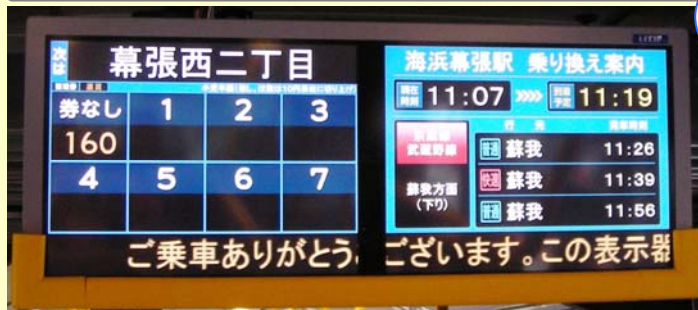 次は 幕張西二丁目
券なし 1 2 3
160
4 5 6 7
海浜幕張駅 乗り換え案内
現在時刻 11:07 到着予定 11:19
行先 発車時刻
京葉線
武蔵野線
普通 蘇我 11:26
蘇我方面
(下り)
快速 蘇我 11:39
普通 蘇我 11:56
ご乗車ありがとうございます。この表示器